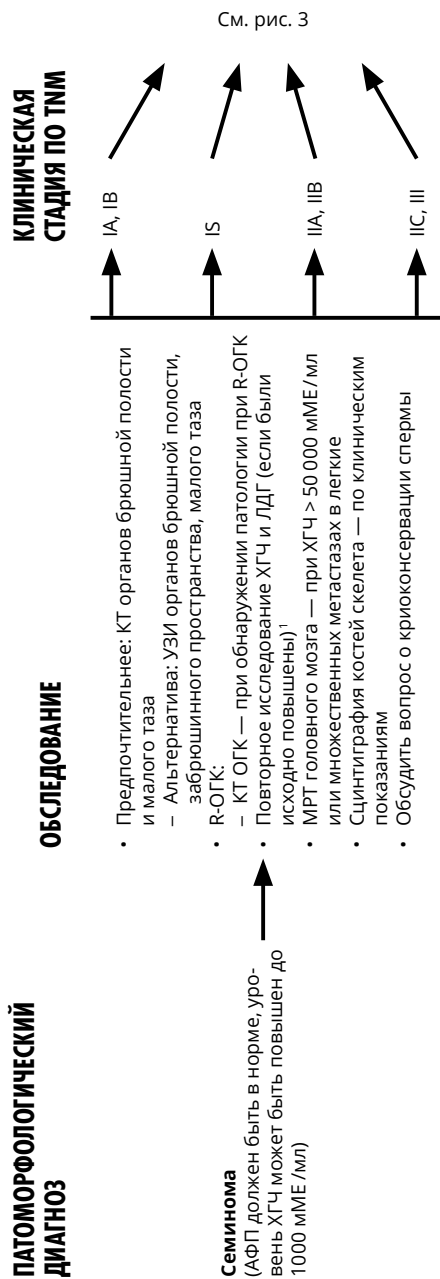 ПАТОМОРФОЛОГИЧЕСКИЙ
ДИАГНОЗ
Семинома
(АФП должен быть в норме, уро-
вень ХГЧ может быть повышен до
1000 мМЕ /мл)
ОБСЛЕДОВАНИЕ
• Предпочтительнее: КТ органов брюшной полости
и малого таза
– Альтернатива: УЗИ органов брюшной полости,
забрюшинного пространства, малого таза
• R-ОГК:
– КТ ОГК — при обнаружении патологии при R-ОГК
• Повторное исследование ХГЧ и ЛДГ (если были
исходно повышены)¹
• МРТ головного мозга — при ХГЧ > 50 000 мМЕ/мл
или множественных метастазах в легкие
• Сцинтиграфия костей скелета — по клиническим
показаниям
• Обсудить вопрос о криоконсервации спермы
КЛИНИЧЕСКАЯ
СТАДИЯ ПО TNM
IA, IB
IS
IIA, IIB
IIC, III
См. рис. 3